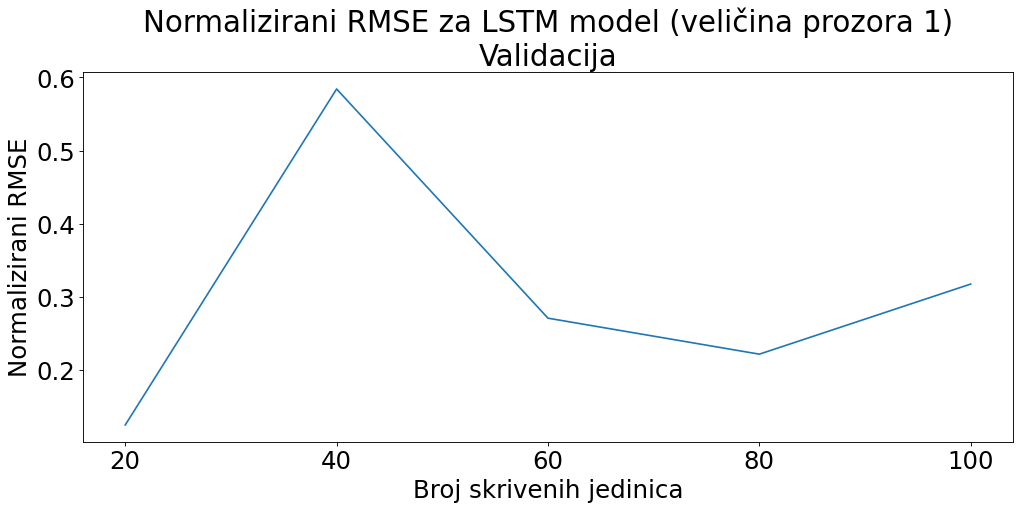 Normalizirani RMSE za LSTM model (veličina prozora 1)
Validacija
Normalizirani RMSE
0.6
0.5
0.4
0.3
0.2
20 40 60 80 100
Broj skrivenih jedinica